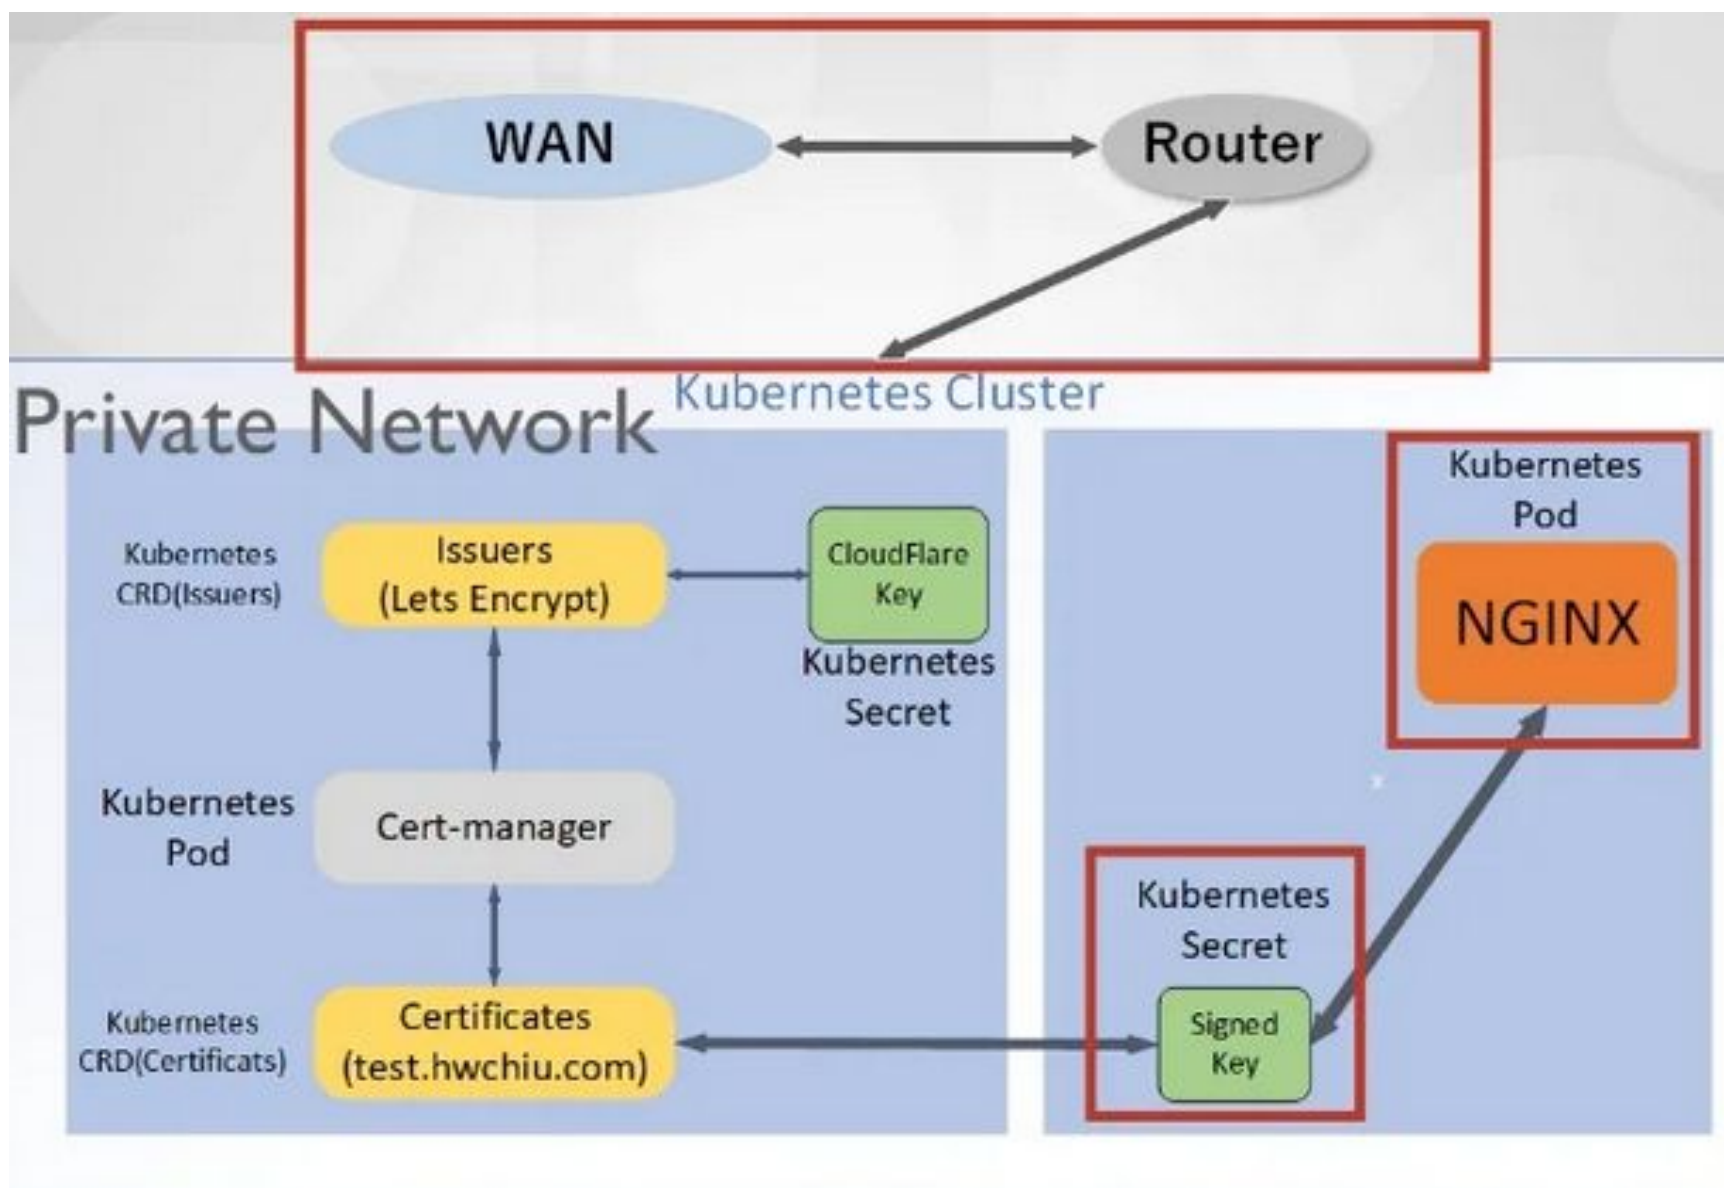 WAN
Router
Kubernetes Cluster
Private Network
Kubernetes
CRD(Issuers)
Issuers
(Lets Encrypt)
CloudFlare
Key
Kubernetes
Secret
Kubernetes
Pod
NGINX
Kubernetes
Pod
Cert-manager
Kubernetes
Secret
Signed
Key
Kubernetes
CRD(Certificats)
Certificates
(test.hwchiu.com)